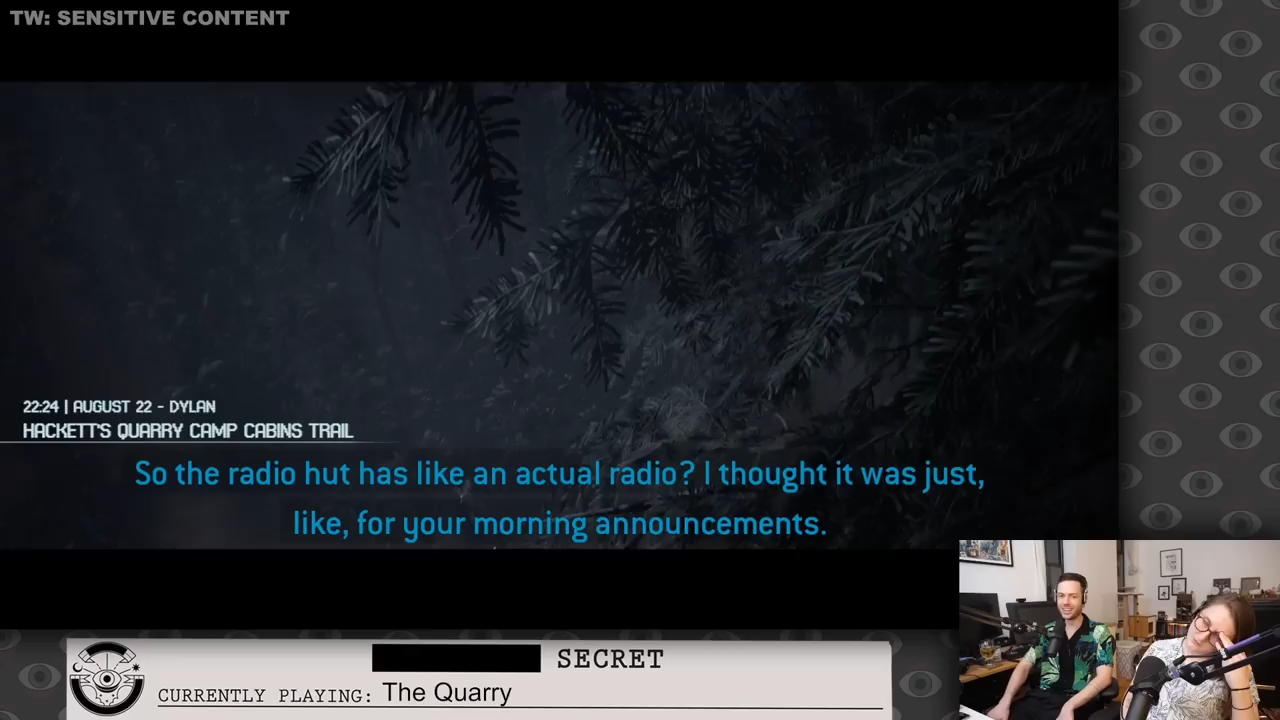 TW: SENSITIVE CONTENT
22:24 | AUGUST 22 - DYLAN
HACKETT'S QUARRY CAMP CABINS TRAIL
So the radio hut has like an actual radio? I thought it was just,
like, for your morning announcements.
SECRET
CURRENTLY PLAYING: The Quarry